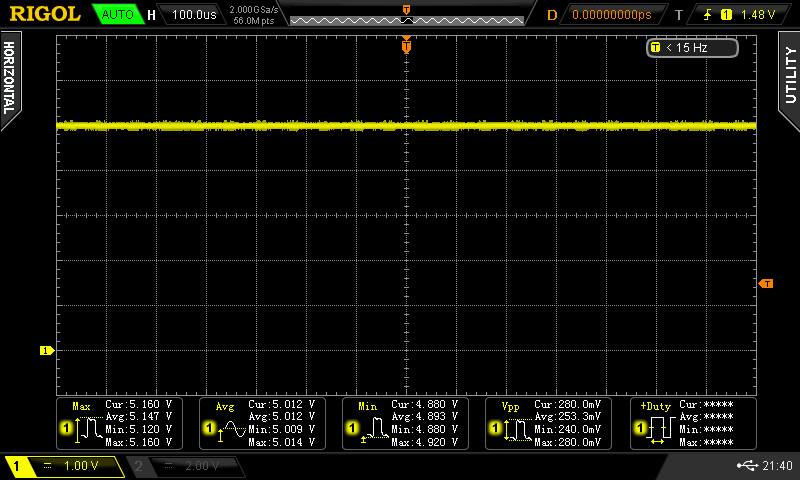 RIGOL AUTO H 100.0us 2.000GSa/s D 0.00000000ps T 1 1.48 V
56.0M pts
T
T
T < 15 Hz
HORIZONTAL
UTILITY
T
1
Max Cur:5.160 V
Avg:5.147 V
1 Min:5.120 V
Max:5.160 V
Avg Cur:5.012 V
Avg:5.012 V
1 Min:5.009 V
Max:5.014 V
Min Cur:4.880 V
Avg:4.893 V
1 Min:4.880 V
Max:4.920 V
Vpp Cur:280.0mV
Avg:253.3mV
1 Min:240.0mV
Max:280.0mV
+Duty Cur:*****
Avg:*****
1 Min:*****
Max:*****
1 1.00 V 2 2.00 V 21:40